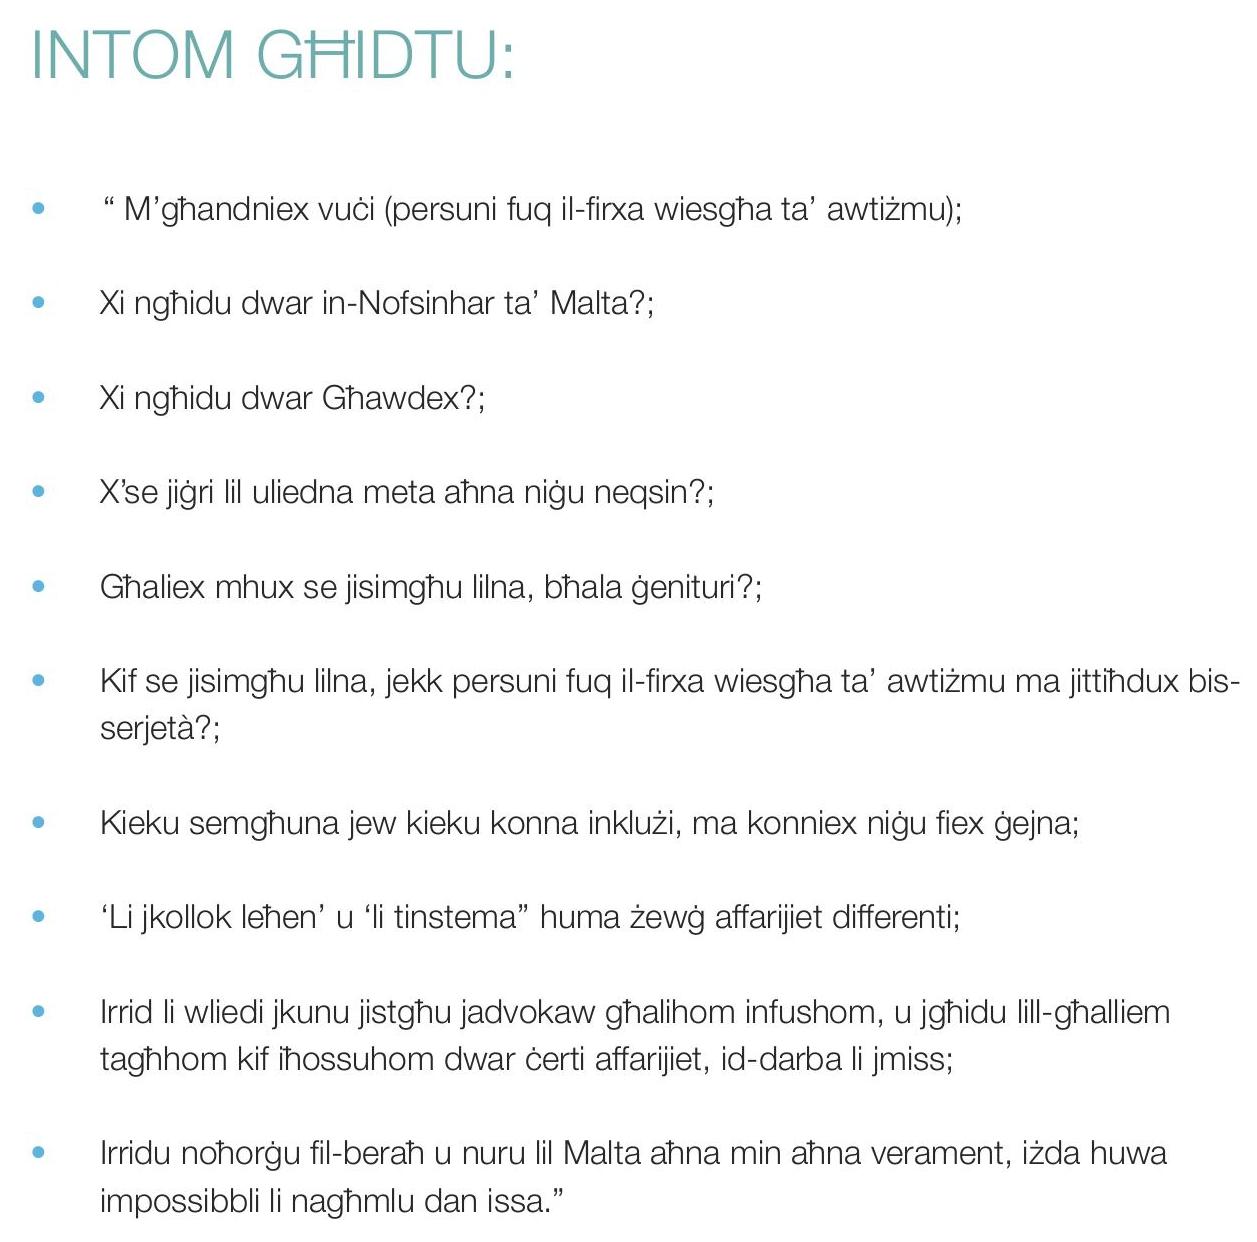 INTOM GĦIDTU:
• “ M’għandniex vuċi (persuni fuq il-firxa wiesgħa ta’ awtiżmu);
• Xi ngħidu dwar in-Nofsinhar ta’ Malta?;
• Xi ngħidu dwar Għawdex?;
• X’se jiġri lil uliedna meta aħna niġu neqsin?;
• Għaliex mhux se jisimgħu lilna, bħala ġenituri?;
• Kif se jisimgħu lilna, jekk persuni fuq il-firxa wiesgħa ta’ awtiżmu ma jittiħdux bis-
serjetà?;
• Kieku semgħuna jew kieku konna inklużi, ma konniex niġu fiex ġejna;
• ‘Li jkollok leħen’ u ‘li tinstema” huma żewġ affarijiet differenti;
• Irrid li wliedi jkunu jistgħu jadvokaw għalihom infushom, u jgħidu lill-għalliem
tagħhom kif iħossuhom dwar ċerti affarijiet, id-darba li jmiss;
• Irridu noħorġu fil-beraħ u nuru lil Malta aħna min aħna verament, iżda huwa
impossibbli li nagħmlu dan issa.”